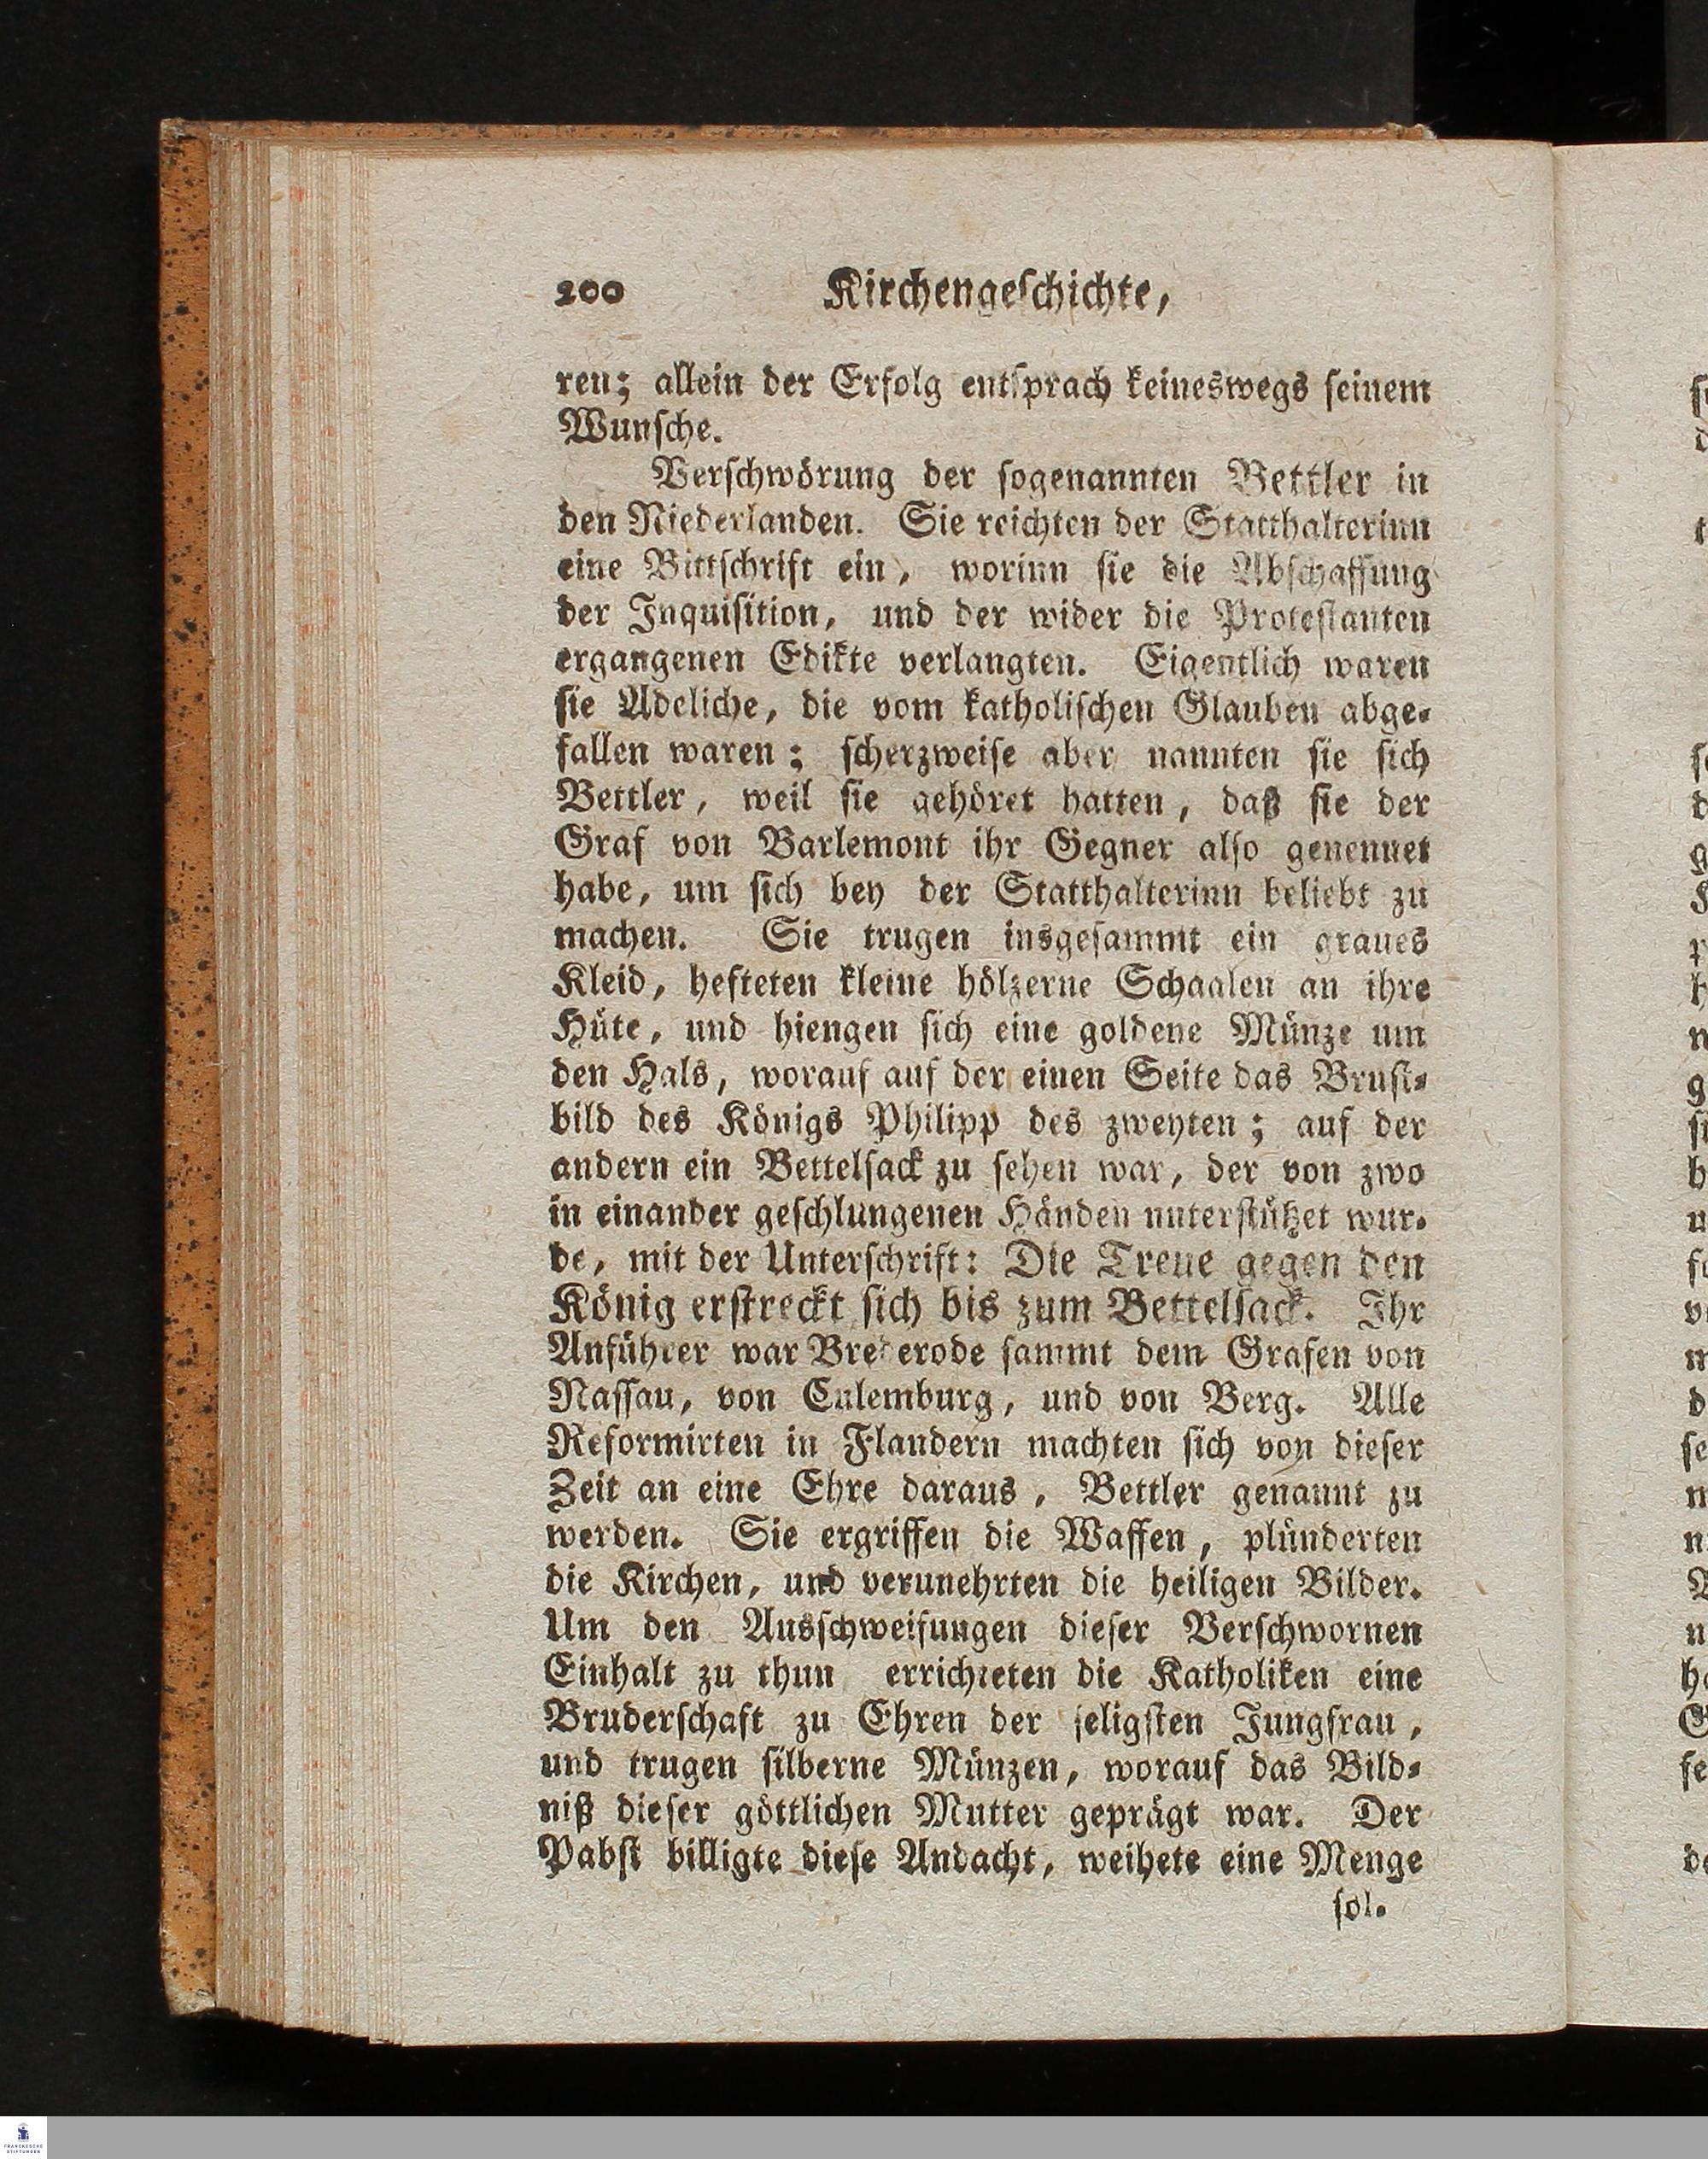 200 Kirchengeschichte,
ren; allein der Erfolg entsprach keineswegs seinem
Wunsche.
Verschwörung der sogenannten Bettler in
den Niederlanden. Sie reichten der Statthalterinn
eine Bittschrift ein, worinn sie die Abschaffung
der Inquisition, und der wider die Protestanten
ergangenen Edikte verlangten. Eigentlich waren
sie Adeliche, die vom katholischen Glauben abge-
fallen waren; scherzweise aber nannten sie sich
Bettler, weil sie gehöret hatten, daß sie der
Graf von Barlemont ihr Gegner also genennet
habe, um sich bey der Statthalterinn beliebt zu
machen. Sie trugen insgesammt ein graues
Kleid, hefteten kleine hölzerne Schaalen an ihre
Hüte, und hiengen sich eine goldene Münze um
den Hals, worauf auf der einen Seite das Brust-
bild des Königs Philipp des zweyten; auf der
andern ein Bettelsack zu sehen war, der von zwo
in einander geschlungenen Händen unterstützet wur-
de, mit der Unterschrift: Die Treue gegen den
König erstreckt sich bis zum Bettelsack. Ihr
Anführer war Brederode sammt dem Grafen von
Nassau, von Culemburg, und von Berg. Alle
Reformirten in Flandern machten sich von dieser
Zeit an eine Ehre daraus, Bettler genannt zu
werden. Sie ergriffen die Waffen, plünderten
die Kirchen, und verunehrten die heiligen Bilder.
Um den Ausschweifungen dieser Verschwornen
Einhalt zu thun errichteten die Katholiken eine
Bruderschaft zu Ehren der seligsten Jungfrau,
und trugen silberne Münzen, worauf das Bild-
niß dieser göttlichen Mutter geprägt war. Der
Pabst billigte diese Andacht, weihete eine Menge
sol-
FRANCKESCHE
STIFTUNGEN